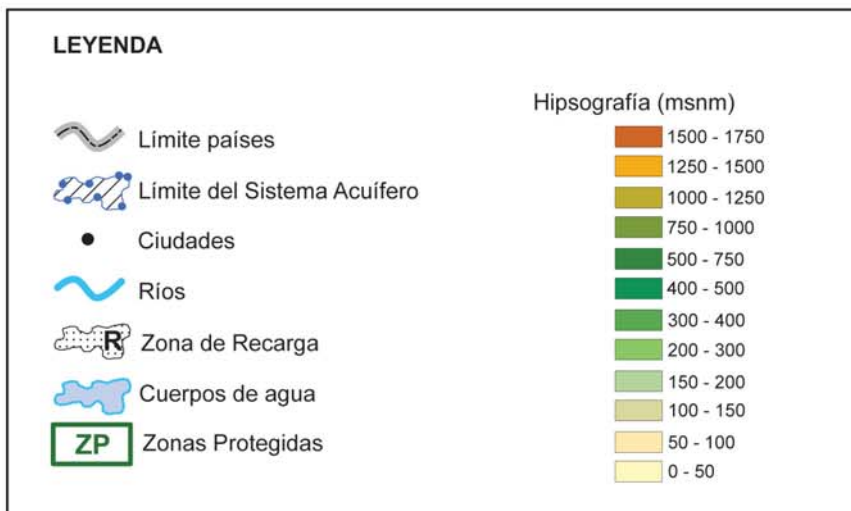 LEYENDA
Límite países
Límite del Sistema Acuífero
Ciudades
Ríos
R
Zona de Recarga
Cuerpos de agua
ZP
Zonas Protegidas
Hipsografía (msnm)
1500 - 1750
1250 - 1500
1000 - 1250
750 - 1000
500 - 750
400 - 500
300 - 400
200 - 300
150 - 200
100 - 150
50 - 100
0 - 50